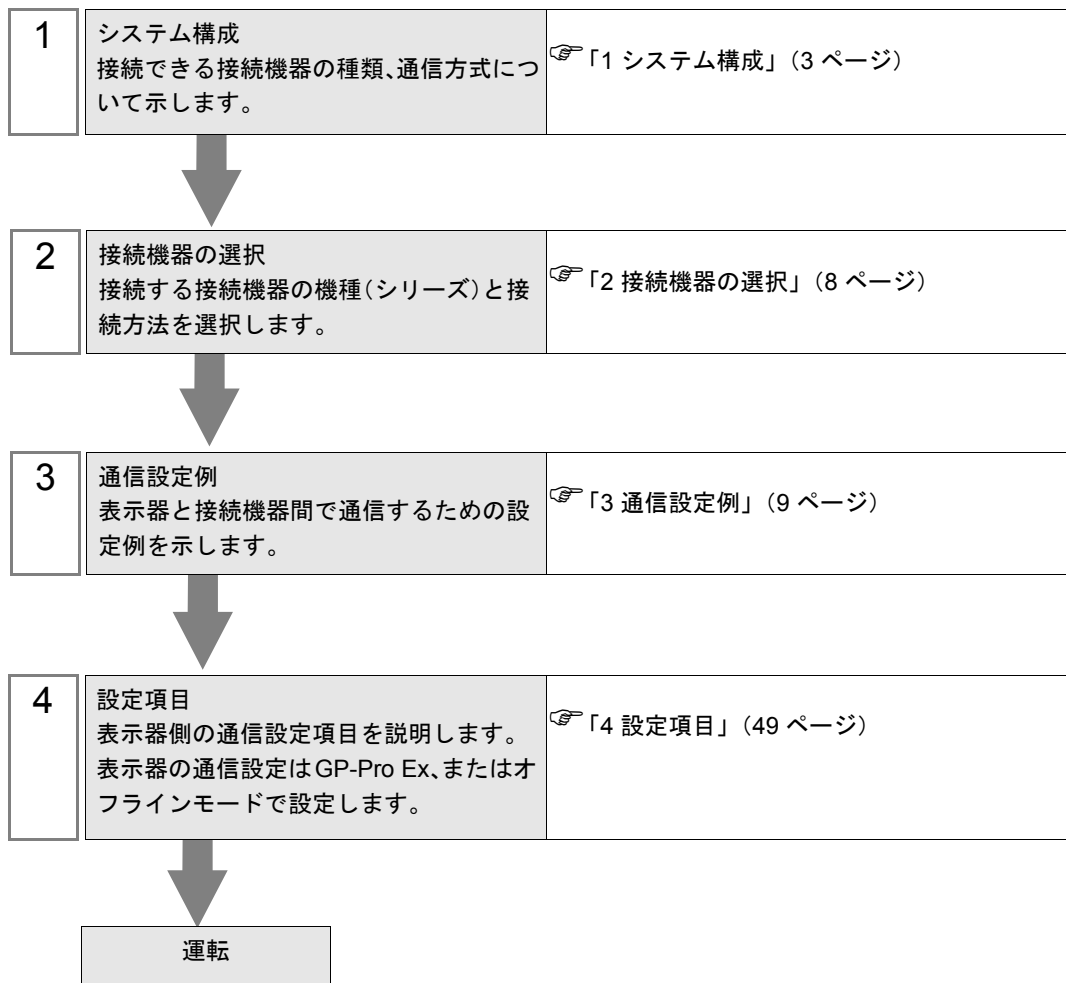 1
システム構成
接続できる接続機器の種類、通信方式につ
いて示します。
☞「1 システム構成」(3 ページ)
2
接続機器の選択
接続する接続機器の機種(シリーズ)と接
続方法を選択します。
☞「2 接続機器の選択」(8 ページ)
3
通信設定例
表示器と接続機器間で通信するための設
定例を示します。
☞「3 通信設定例」(9 ページ)
4
設定項目
表示器側の通信設定項目を説明します。
表示器の通信設定はGP-Pro Ex、またはオ
フラインモードで設定します。
☞「4 設定項目」(49 ページ)
運転